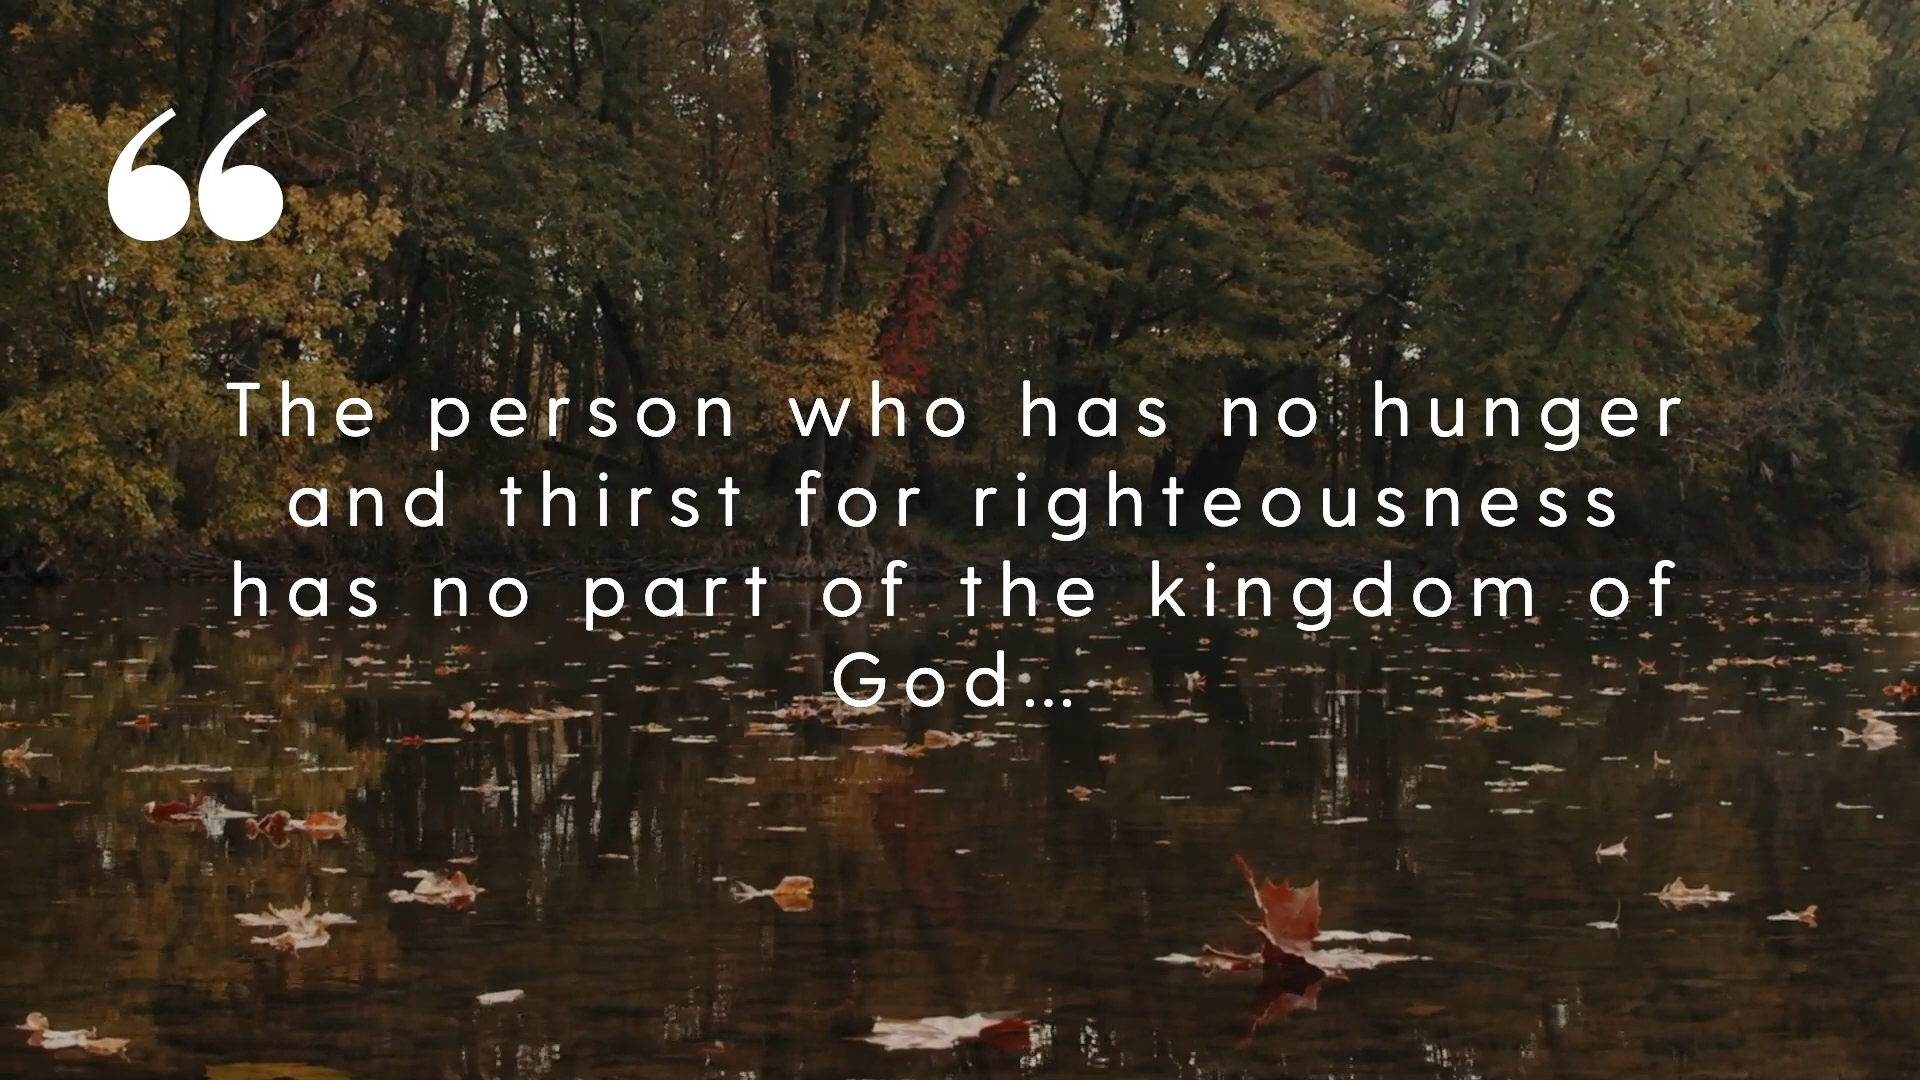 “
The person who has no hunger
and thirst for righteousness
has no part of the kingdom of
God...